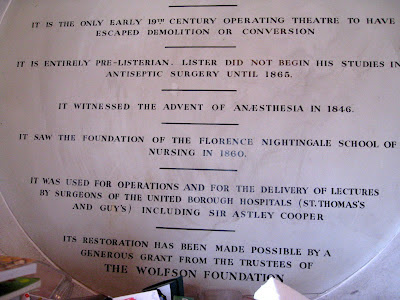 IT IS THE ONLY EARLY 19TH CENTURY OPERATING THEATRE TO HAVE
ESCAPED DEMOLITION OR CONVERSION
IT IS ENTIRELY PRE-LISTERIAN. LISTER DID NOT BEGIN HIS STUDIES IN
ANTISEPTIC SURGERY UNTIL 1865.
IT WITNESSED THE ADVENT OF ANÆSTHESIA IN 1846.
IT SAW THE FOUNDATION OF THE FLORENCE NIGHTINGALE SCHOOL OF
NURSING IN 1860.
IT WAS USED FOR OPERATIONS AND FOR THE DELIVERY OF LECTURES
BY SURGEONS OF THE UNITED BOROUGH HOSPITALS (ST. THOMAS'S
AND GUY'S) INCLUDING SIR ASTLEY COOPER
ITS RESTORATION HAS BEEN MADE POSSIBLE BY A
GENEROUS GRANT FROM THE TRUSTEES OF
THE WOLFSON FOUNDATION